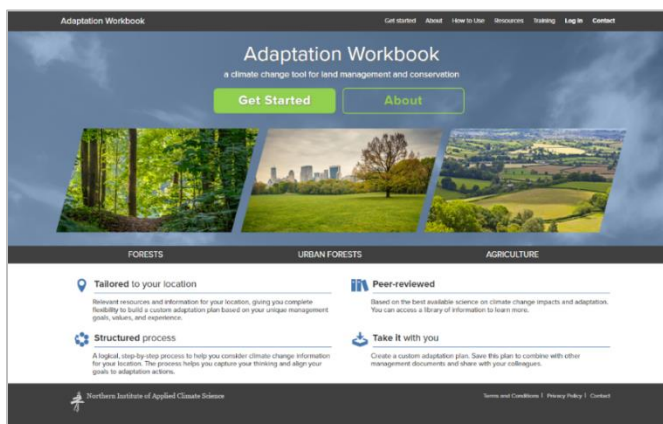 Adaptation Workbook
Get started About How to Use Resources Training Log in Contact
Adaptation Workbook
a climate change tool for land management and conservation
Get Started
About
FORESTS
URBAN FORESTS
AGRICULTURE
Tailored to your location
Relevant resources and information for your location, giving you complete
flexibility to build a custom adaptation plan based on your unique management
goals, values, and experience.
Peer-reviewed
Based on the best available science on climate change impacts and adaptation.
You can access a library of information to learn more.
Structured process
A logical, step-by-step process to help you consider climate change information
for your location. The process helps you capture your thinking and align your
goals to adaptation actions.
Take it with you
Create a custom adaptation plan. Save this plan to combine with other
management documents and share with your colleagues.
Northern Institute of Applied Climate Science
Terms and Conditions | Privacy Policy | Contact